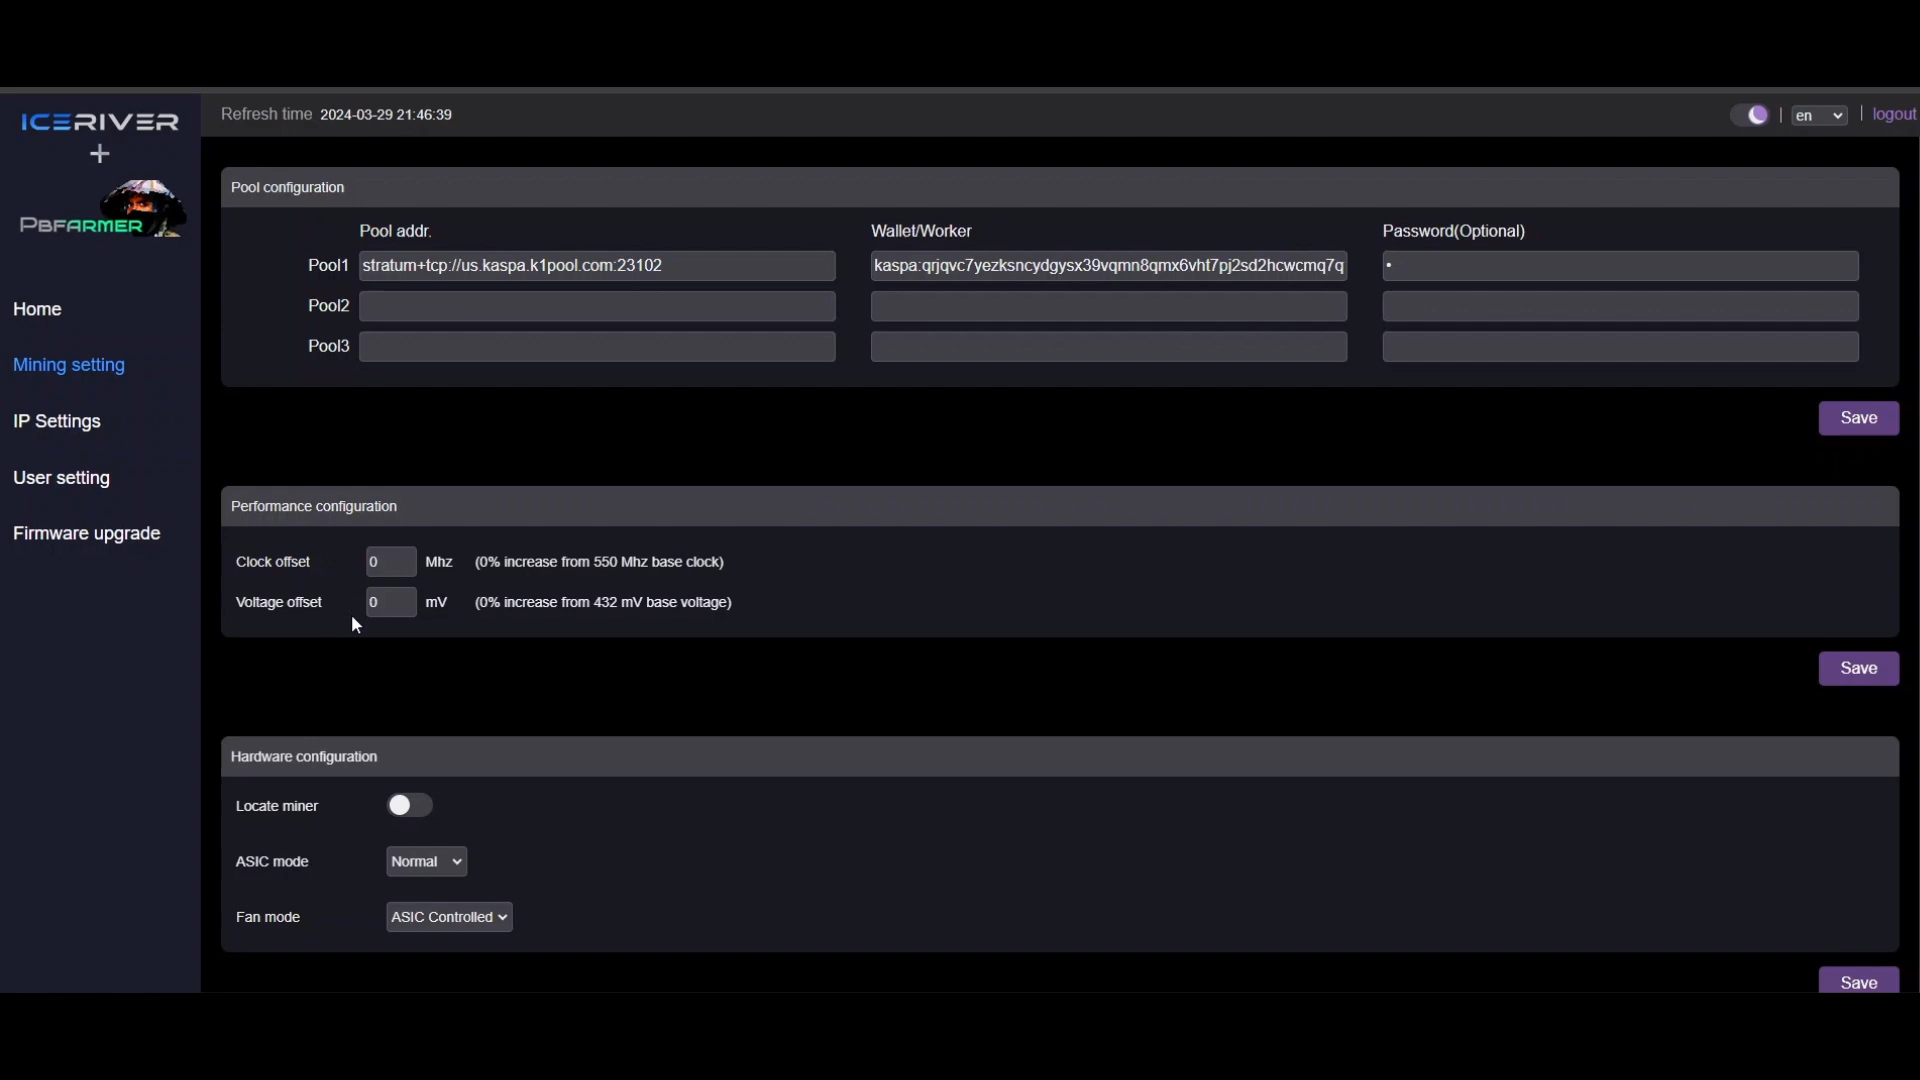 ICERIVER
+
PBFARMER
Home
Mining setting
IP Settings
User setting
Firmware upgrade
Refresh time 2024-03-29 21:46:39
| en | logout
Pool configuration
Pool addr. Wallet/Worker Password(Optional)
Pool1 stratum+tcp://us.kaspa.k1pool.com:23102 kaspa:qrjqvc7yezksncydgysx39vqmn8qmx6vht7pj2sd2hcwcmq7q •
Pool2
Pool3
Save
Performance configuration
Clock offset 0 Mhz (0% increase from 550 Mhz base clock)
Voltage offset 0 mV (0% increase from 432 mV base voltage)
Save
Hardware configuration
Locate miner
ASIC mode Normal
Fan mode ASIC Controlled
Save